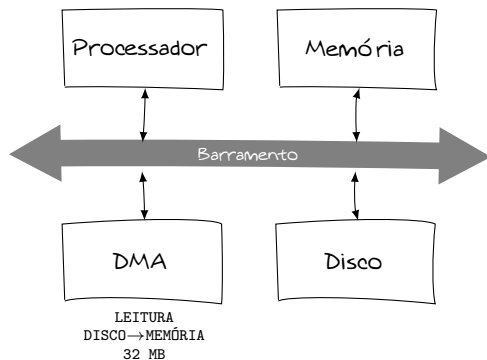 Processador
Memória
Barramento
DMA
Disco
LEITURA
DISCO→MEMÓRIA
32 MB